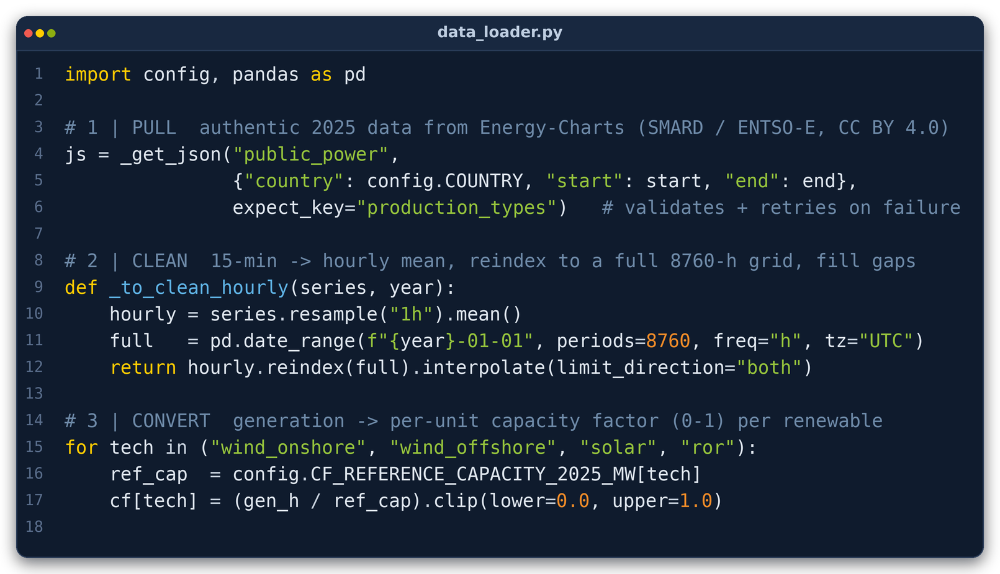 data_loader.py
1 import config, pandas as pd
2
3 # 1 | PULL  authentic 2025 data from Energy-Charts (SMARD / ENTSO-E, CC BY 4.0)
4 js = _get_json("public_power",
5                {"country": config.COUNTRY, "start": start, "end": end},
6                expect_key="production_types")   # validates + retries on failure
7
8 # 2 | CLEAN  15-min -> hourly mean, reindex to a full 8760-h grid, fill gaps
9 def _to_clean_hourly(series, year):
10     hourly = series.resample("1h").mean()
11     full   = pd.date_range(f"{year}-01-01", periods=8760, freq="h", tz="UTC")
12     return hourly.reindex(full).interpolate(limit_direction="both")
13
14 # 3 | CONVERT  generation -> per-unit capacity factor (0-1) per renewable
15 for tech in ("wind_onshore", "wind_offshore", "solar", "ror"):
16     ref_cap  = config.CF_REFERENCE_CAPACITY_2025_MW[tech]
17     cf[tech] = (gen_h / ref_cap).clip(lower=0.0, upper=1.0)
18